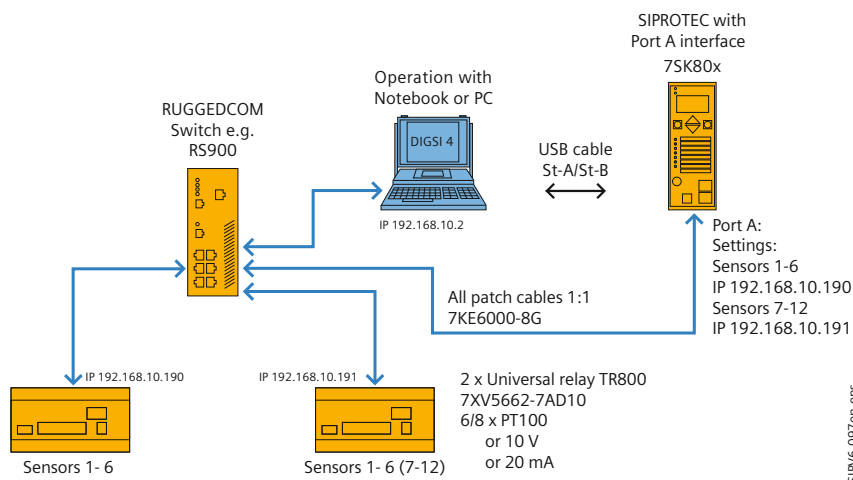 SIPROTEC with
Port A interface
7SK80x
Operation with
Notebook or PC
RUGGEDCOM
Switch e.g.
RS900
DIGSI 4
USB cable
St-A/St-B
IP 192.168.10.2
Port A:
Settings:
Sensors 1-6
IP 192.168.10.190
Sensors 7-12
IP 192.168.10.191
All patch cables 1:1
7KE6000-8G
IP 192.168.10.190
IP 192.168.10.191
2 x Universal relay TR800
7XV5662-7AD10
6/8 x PT100
or 10 V
or 20 mA
Sensors 1- 6
Sensors 1- 6 (7-12)